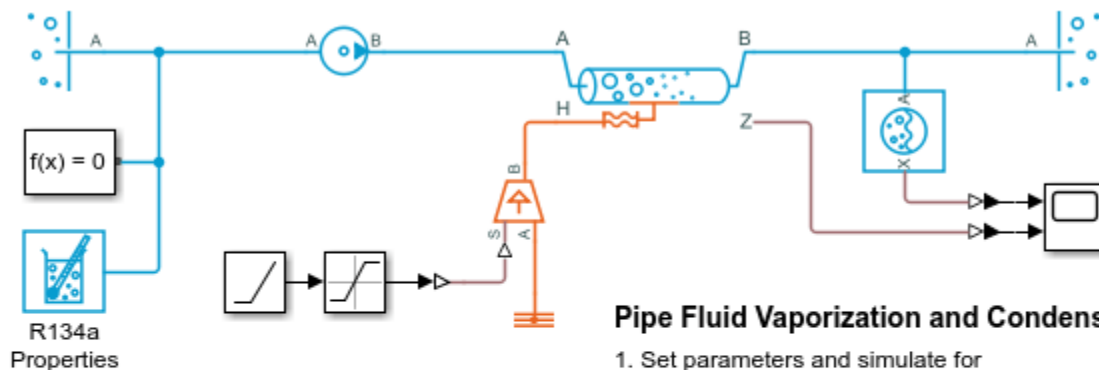 A
A
B
A
B
A
H
Z
A
X
f(x) = 0
B
S
A
R134a
Properties
Pipe Fluid Vaporization and Condens
1. Set parameters and simulate for